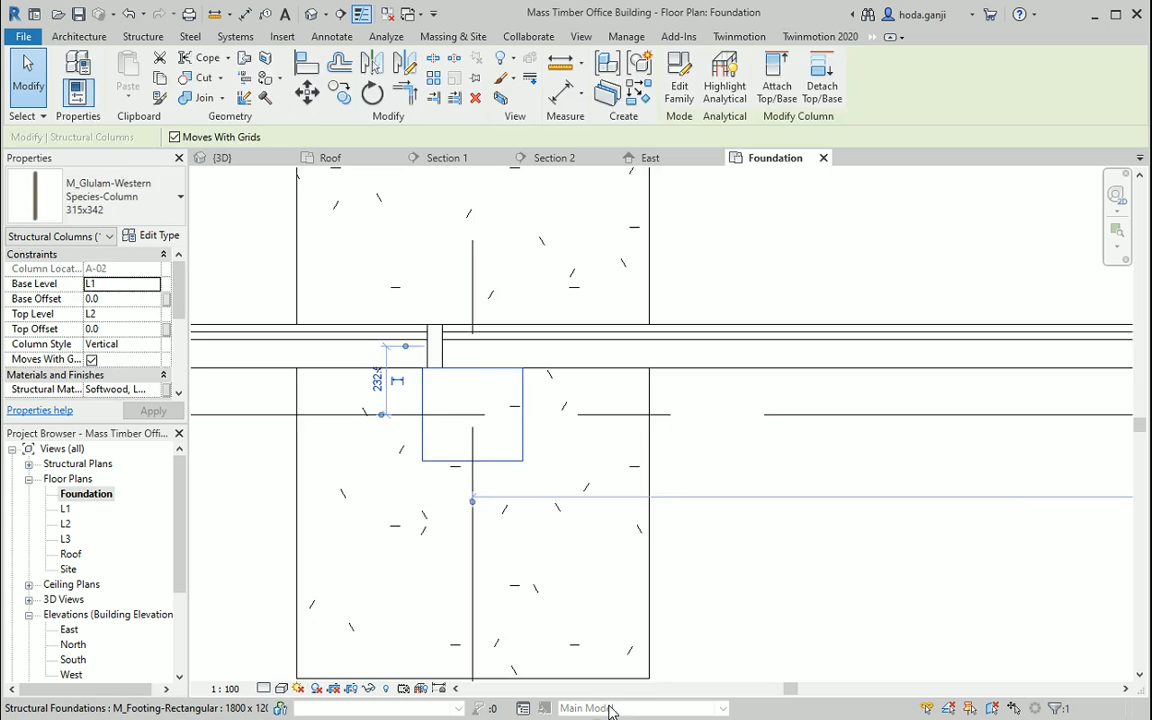 Mass Timber Office Building - Floor Plan: Foundation
hoda.ganji
File Architecture Structure Steel Systems Insert Annotate Analyze Massing & Site Collaborate View Manage Add-Ins Twinmotion Twinmotion 2020
Modify
Select
Properties
Paste
Clipboard
Cope
Cut
Join
Geometry
Modify
View
Measure
Create
Edit
Family
Mode
Highlight
Analytical
Analytical
Attach
Top/Base
Detach
Top/Base
Modify Column
Modify | Structural Columns Moves With Grids
Properties
{3D} Roof Section 1 Section 2 East Foundation
M_Glulam-Western
Species-Column
315x342
Structural Columns (' Edit Type
Constraints
Column Locat... A-02
Base Level L1
Base Offset 0.0
Top Level L2
Top Offset 0.0
Column Style Vertical
Moves With G...
Materials and Finishes
Structural Mat... Softwood, L...
Properties help Apply
Project Browser - Mass Timber Offi...
Views (all)
Structural Plans
Floor Plans
Foundation
L1
L2
L3
Roof
Site
Ceiling Plans
3D Views
Elevations (Building Elevation
East
North
South
West
2D
1 : 100
Structural Foundations : M_Footing-Rectangular : 1800 x 120
:0
:1